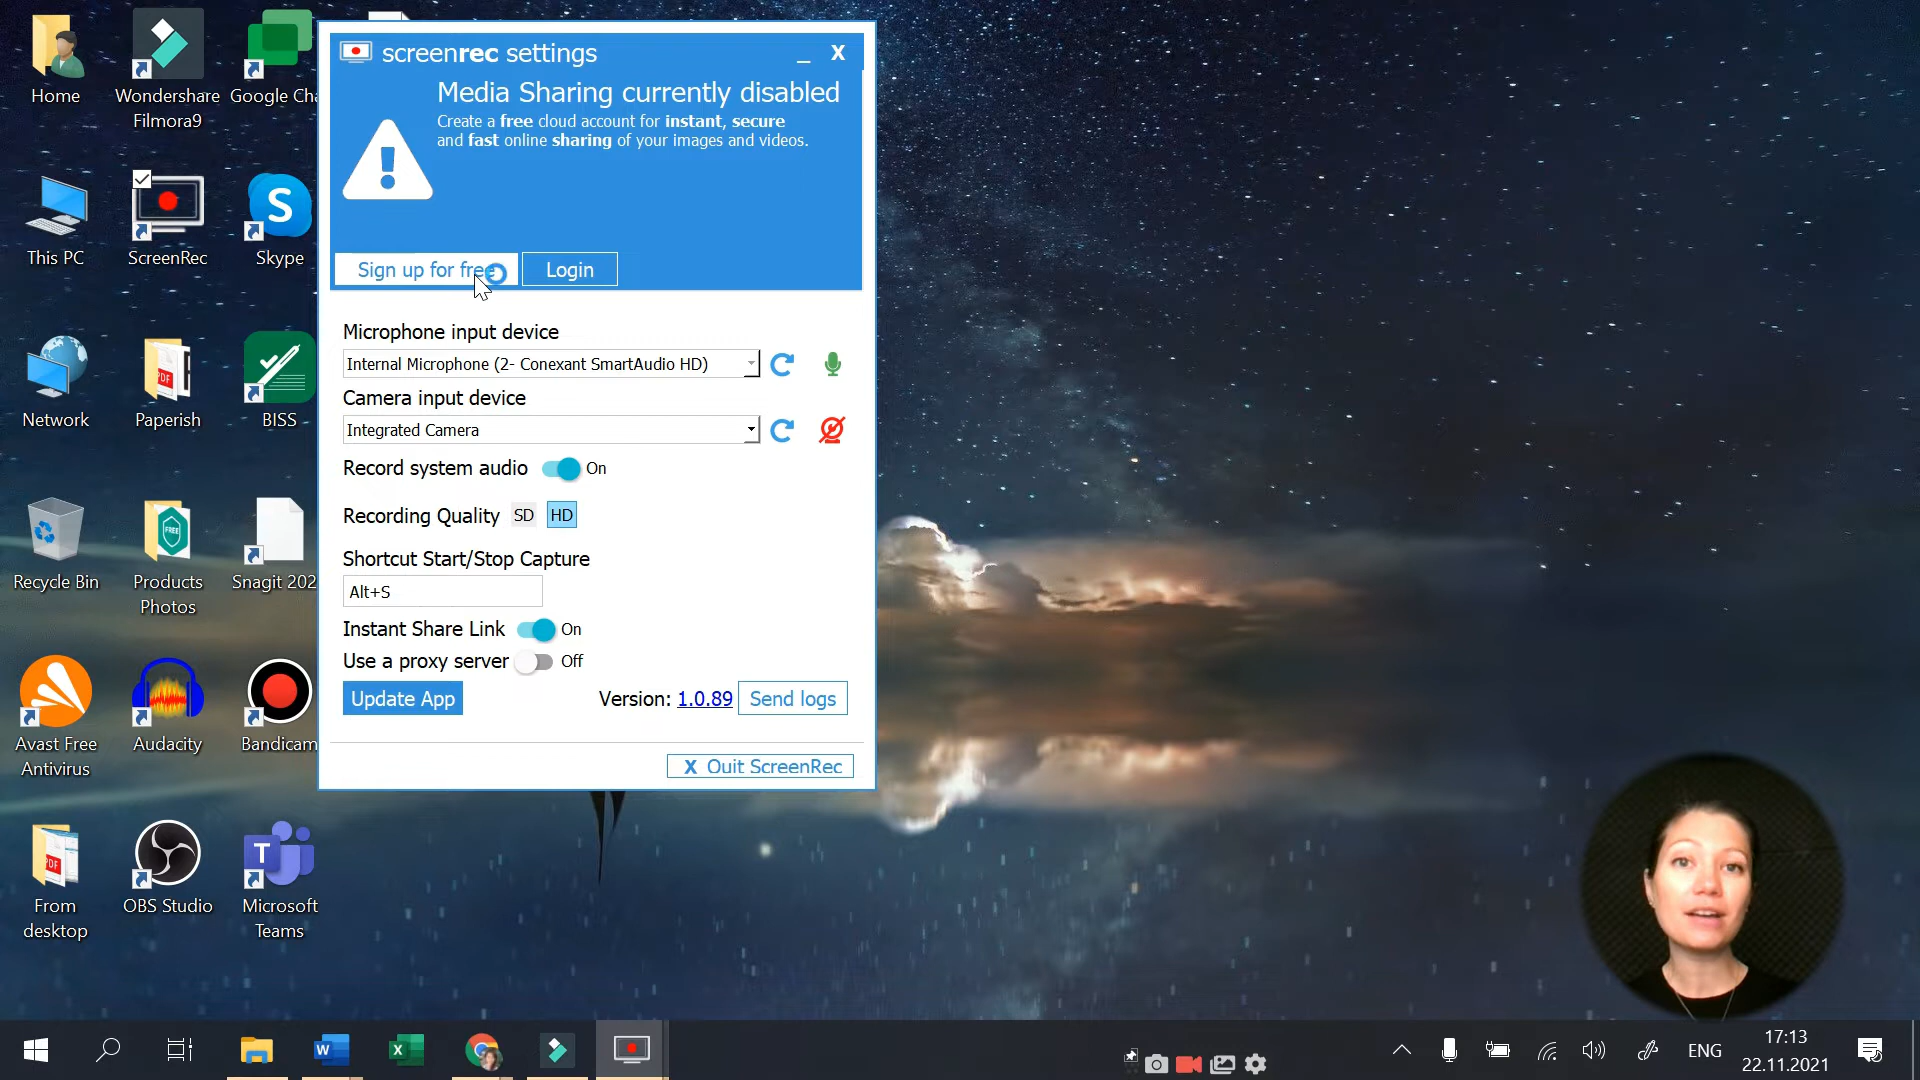 screenrec settings
_ X
Media Sharing currently disabled
Create a free cloud account for instant, secure
and fast online sharing of your images and videos.
Sign up for free
Login
Microphone input device
Internal Microphone (2- Conexant SmartAudio HD)
Camera input device
Integrated Camera
Record system audio On
Recording Quality SD HD
Shortcut Start/Stop Capture
Alt+S
Instant Share Link On
Use a proxy server Off
Update App
Version: 1.0.89
Send logs
X Quit ScreenRec
Home
Wondershare
Filmora9
Google Cha
This PC
ScreenRec
Skype
Network
Paperish
BISS
Recycle Bin
Products
Photos
Snagit 202
Avast Free
Antivirus
Audacity
Bandicam
From
desktop
OBS Studio
Microsoft
Teams
ENG
17:13
22.11.2021